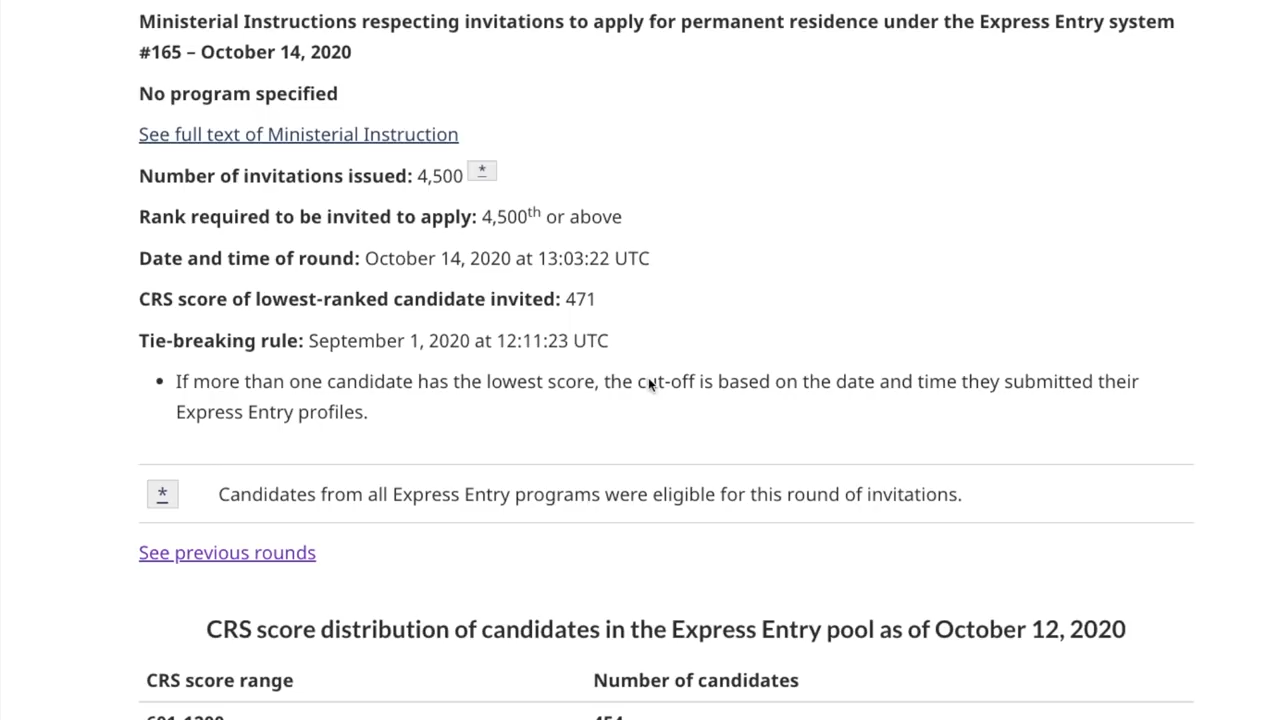 Ministerial Instructions respecting invitations to apply for permanent residence under the Express Entry system
#165 – October 14, 2020
No program specified
See full text of Ministerial Instruction
Number of invitations issued: 4,500 *
Rank required to be invited to apply: 4,500th or above
Date and time of round: October 14, 2020 at 13:03:22 UTC
CRS score of lowest-ranked candidate invited: 471
Tie-breaking rule: September 1, 2020 at 12:11:23 UTC
• If more than one candidate has the lowest score, the cut-off is based on the date and time they submitted their
Express Entry profiles.
* Candidates from all Express Entry programs were eligible for this round of invitations.
See previous rounds
CRS score distribution of candidates in the Express Entry pool as of October 12, 2020
CRS score range Number of candidates